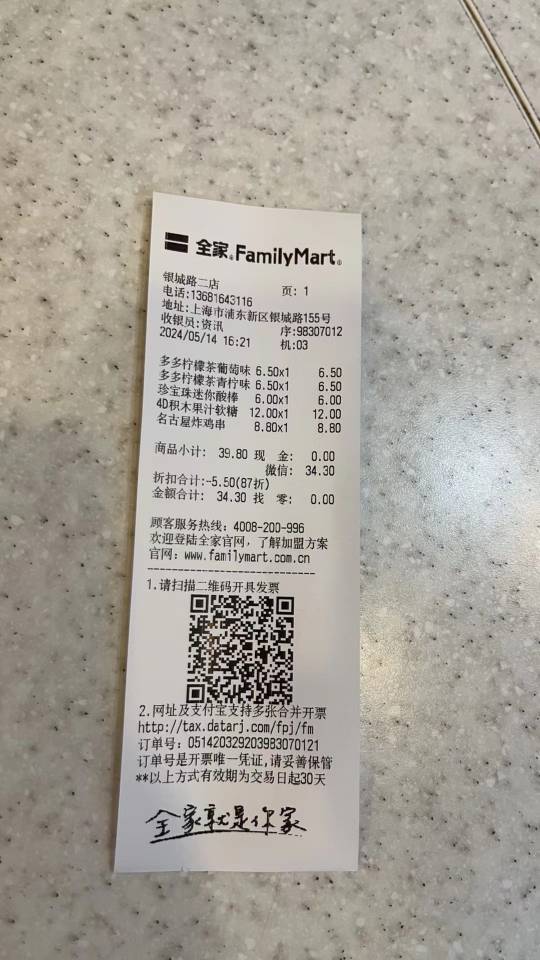 全家 FamilyMart
银城路二店 页: 1
电话:13681643116
地址:上海市浦东新区银城路155号
收银员:资讯 序:98307012
2024/05/14 16:21 机:03
多多柠檬茶葡萄味 6.50x1 6.50
多多柠檬茶青柠味 6.50x1 6.50
珍宝珠迷你酸棒 6.00x1 6.00
4D积木果汁软糖 12.00x1 12.00
名古屋炸鸡串 8.80x1 8.80
商品小计: 39.80 现 金: 0.00
微信: 34.30
折扣合计:-5.50(87折)
金额合计: 34.30 找 零: 0.00
顾客服务热线: 4008-200-996
欢迎登陆全家官网，了解加盟方案
官网: www.familymart.com.cn
1.请扫描二维码开具发票
2.网址及支付宝支持多张合并开票
http://tax.datarj.com/fpj/fm
订单号: 051420329203983070121
订单号是开票唯一凭证,请妥善保管
**以上方式有效期为交易日起30天
全家就是你家